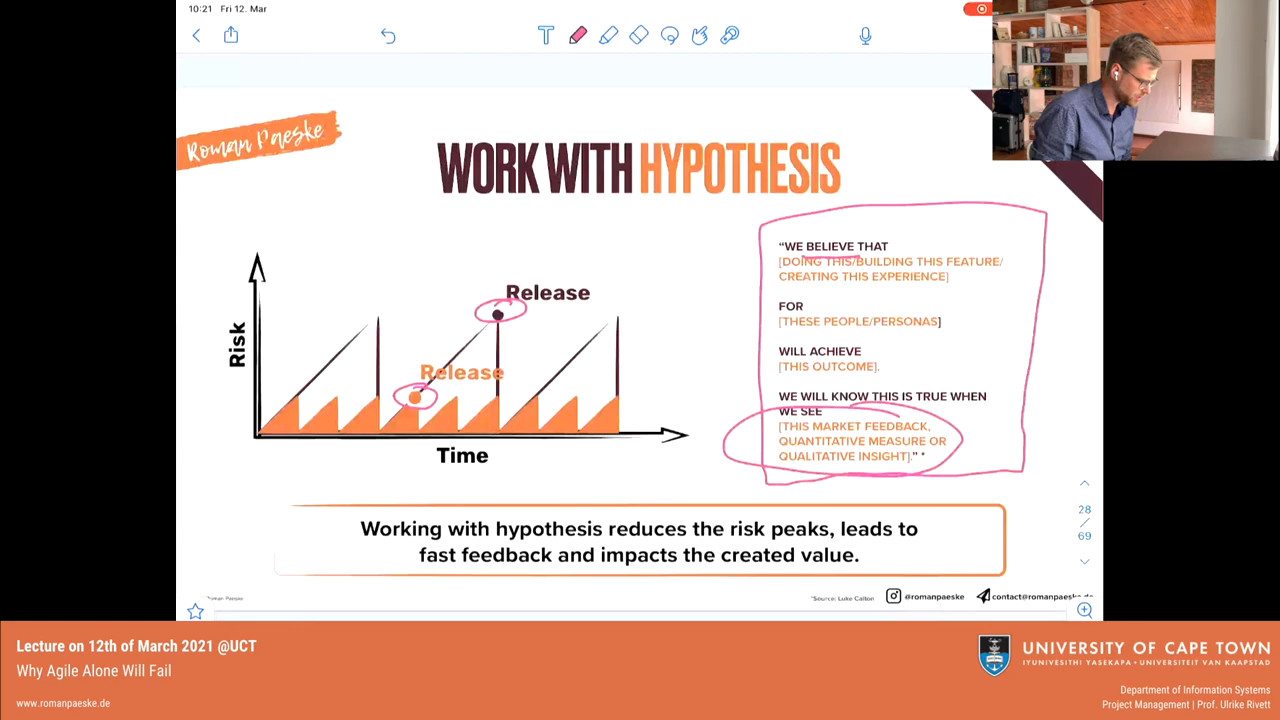 10:21 Fri 12. Mar
Roman Paeske
WORK WITH HYPOTHESIS
Release
Release
Risk
Time
“WE BELIEVE THAT
[DOING THIS/BUILDING THIS FEATURE/
CREATING THIS EXPERIENCE]
FOR
[THESE PEOPLE/PERSONAS]
WILL ACHIEVE
[THIS OUTCOME].
WE WILL KNOW THIS IS TRUE WHEN
WE SEE
[THIS MARKET FEEDBACK,
QUANTITATIVE MEASURE OR
QUALITATIVE INSIGHT].” *
28
/
69
Working with hypothesis reduces the risk peaks, leads to
fast feedback and impacts the created value.
Roman Paeske
*Source: Luke Calton
@romanpaeske
contact@romanpaeske.de
Lecture on 12th of March 2021 @UCT
Why Agile Alone Will Fail
www.romanpaeske.de
UNIVERSITY OF CAPE TOWN
IYUNIVESITHI YASEKAPA • UNIVERSITEIT VAN KAAPSTAD
Department of Information Systems
Project Management | Prof. Ulrike Rivett